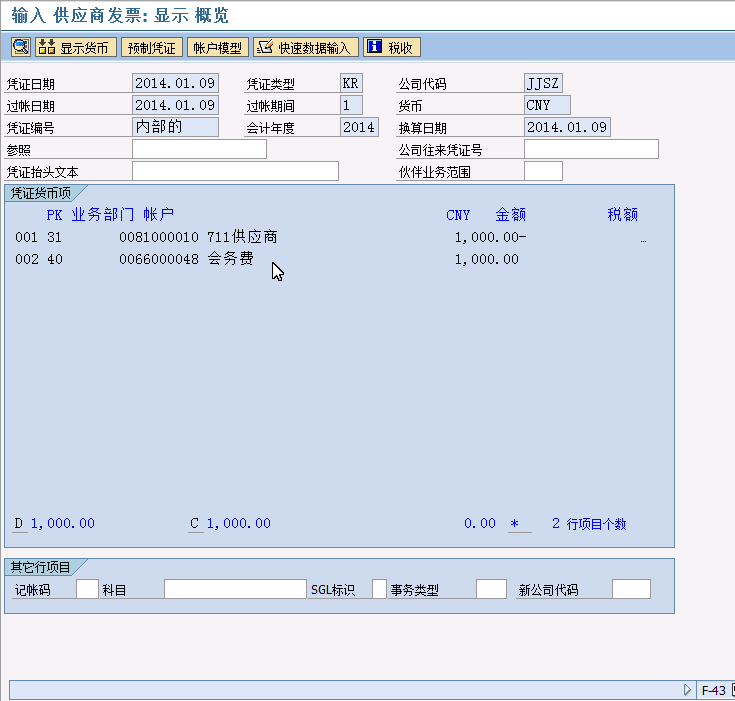 输入 供应商发票: 显示 概览
显示货币 预制凭证 帐户模型 快速数据输入 税收
凭证日期 2014.01.09 凭证类型 KR 公司代码 JJSZ
过帐日期 2014.01.09 过帐期间 1 货币 CNY
凭证编号 内部的 会计年度 2014 换算日期 2014.01.09
参照 公司往来凭证号
凭证抬头文本 伙伴业务范围
凭证货币项
PK 业务部门 帐户 CNY 金额 税额
001 31 0081000010 711供应商 1,000.00- …
002 40 0066000048 会务费 1,000.00
D 1,000.00 C 1,000.00 0.00 * 2 行项目个数
其它行项目
记帐码 科目 SGL标识 事务类型 新公司代码
F-43